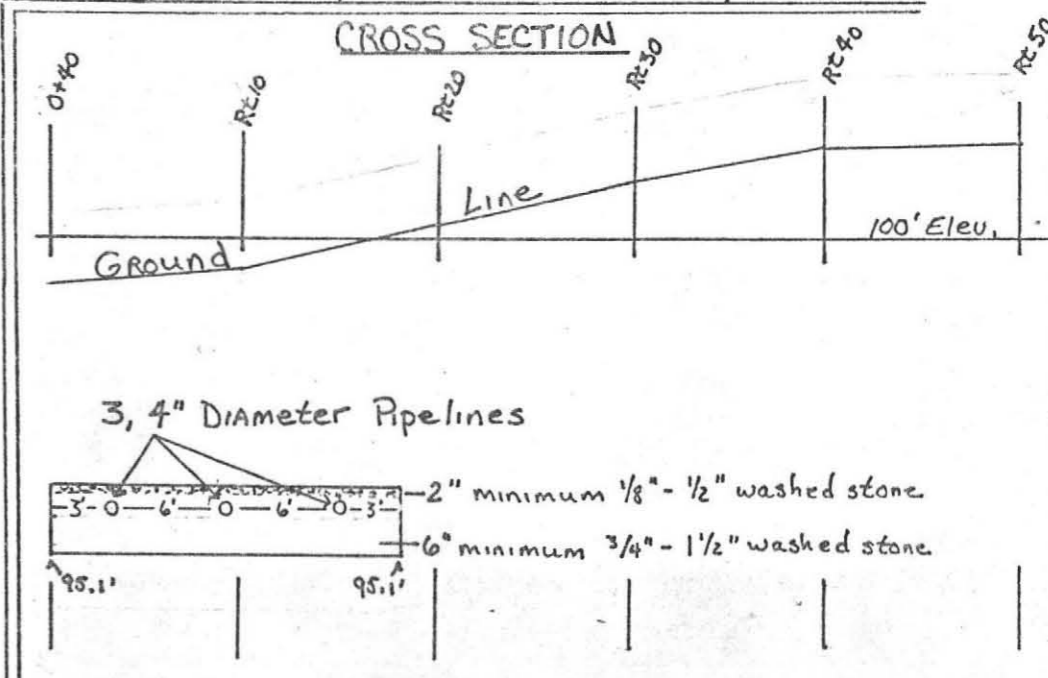 CROSS SECTION
0+40
Rt10
Rt20
Rt30
Rt40
Rt50
Line
100' Elev.
Ground
3, 4" Diameter Pipelines
2" minimum 1/8" - 1/2" washed stone
3' O 6' O 6' O 3'
6" minimum 3/4" - 1 1/2" washed stone
95.1' 95.1'